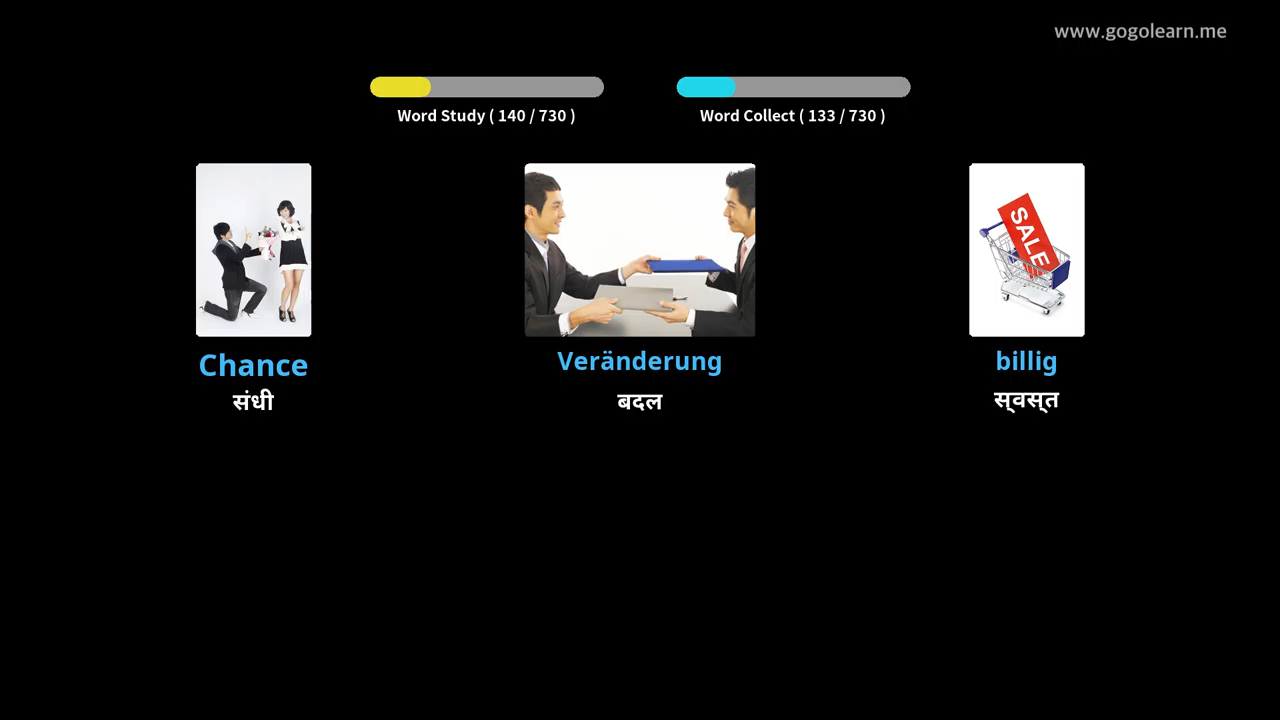 www.gogolearn.me
Word Study ( 140 / 730 )
Word Collect ( 133 / 730 )
SALE
Chance
Veränderung
billig
संधी
बदल
स्वस्त